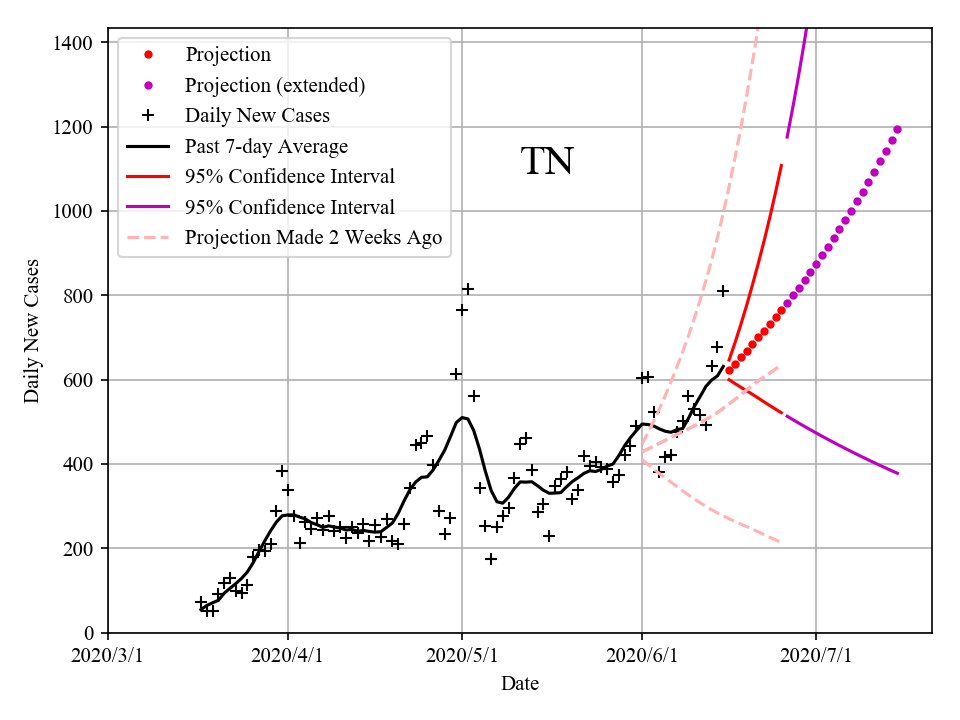 1400
1200
1000
800
600
400
200
0
Daily New Cases
Projection
Projection (extended)
Daily New Cases
Past 7-day Average
95% Confidence Interval
95% Confidence Interval
Projection Made 2 Weeks Ago
TN
2020/3/1 2020/4/1 2020/5/1 2020/6/1 2020/7/1
Date